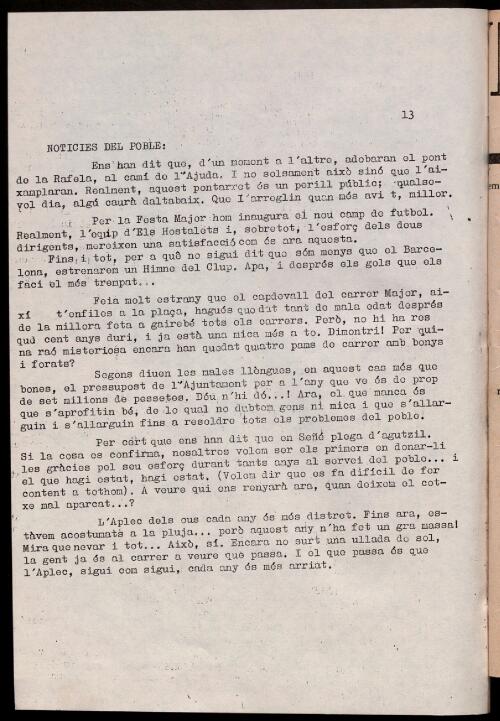 13
NOTICIES DEL POBLE:
Ens han dit que, d'un moment a l'altre, adobaran el pont
de la Rafela, al camí de l'Ajuda. I no solsament això sinó que l'ai-
xamplaran. Realment, aquest pontarret és un perill públic; qualse-
vol dia, algú caurà daltabaix. Que l'arreglin quan més avi t, millor.
Per la Festa Major hom inaugura el nou camp de futbol.
Realment, l'equip d'Els Hostalets i, sobretot, l'esforç dels seus
dirigents, mereixen una satisfacció com és ara aquesta.
Fins i tot, per a què no sigui dit que sóm menys que el Barce-
lona, estrenarem un Himne del Clup. Apa, i després els gols que els
faci el més trempat...
Feia molt estrany que el capdevall del carrer Major, ai-
xí t'enfiles a la plaça, hagués quedat tant de mala edat després
de la millora feta a gairebé tots els carrers. Però, no hi ha res
què cent anys duri, i ja està una mica més a to. Dimontri! Por qui-
na raó misteriosa encara han quedat quatre pams de carrer amb bonys
i forats?
Segons diuen les males llèngues, en aquest cas més que
bones, el pressupost de l'Ajuntament per a l'any que ve és de prop
de set milions de pessetes. Déu n'hi dó...! Ara, el que manca és
que s'aprofitin bé, de lo qual no dubtem gens ni mica i que s'allar-
guin i s'allarguin fins a resoldre tots els problemes del poble.
Per cert que ens han dit que en Señé plega d'agutzil.
Si la cosa es confirma, nosaltres volem ser els primers en donar-li
les gràcies pel seu esforç durant tants anys al servei del poble... i
el que hagi estat, hagi estat. (Volem dir que es fa difícil de fer
content a tothom). A veure qui ens renyarà ara, quan deixem el cot-
xe mal aparcat...?
L'Aplec dels ous cada any és més distret. Fins ara, es-
tàvem acostumats a la pluja... però aquest any n'ha fet un gra massa!
Mira que nevar i tot... Això, sí. Encara no surt una ullada de sol,
la gent ja és al carrer a veure que passa. I el que passa és que
l'Aplec, sigui com sigui, cada any és més arriat.